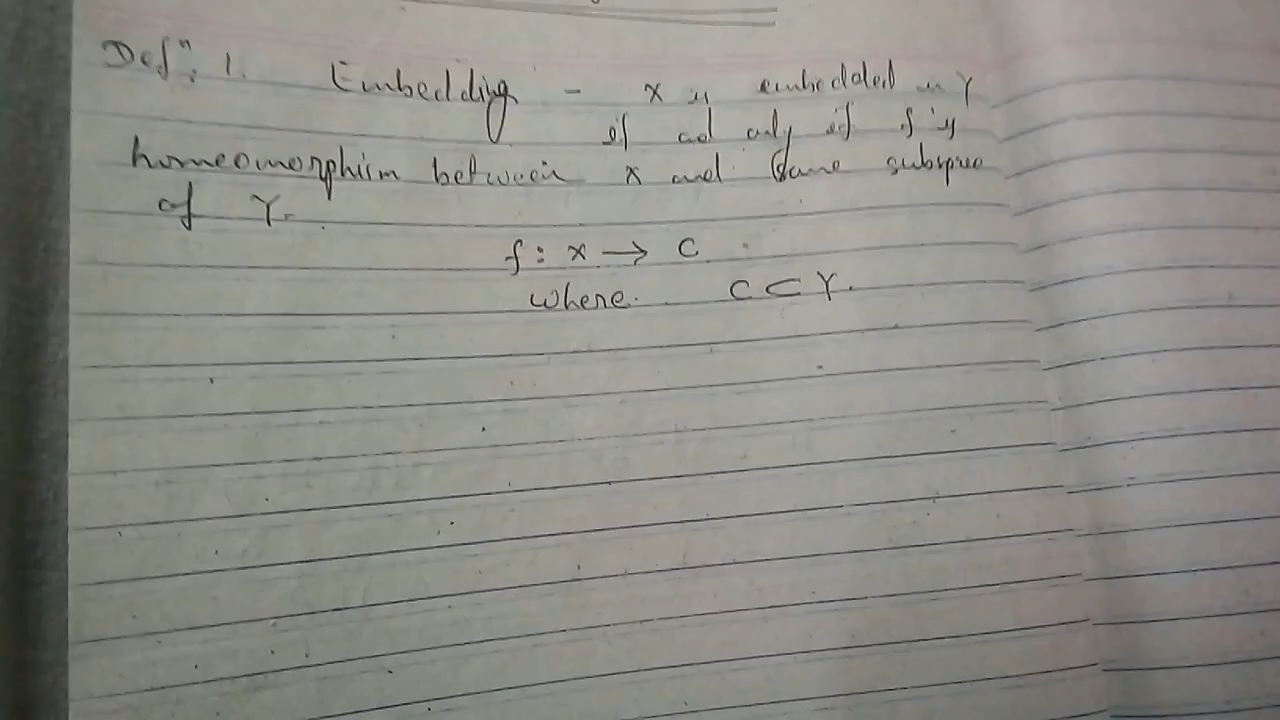 Defⁿ. 1. Embedding - X is embedded in Y
if and only if f is
homeomorphism between X and some subspace
of Y.
f : X → C
where. C ⊂ Y.